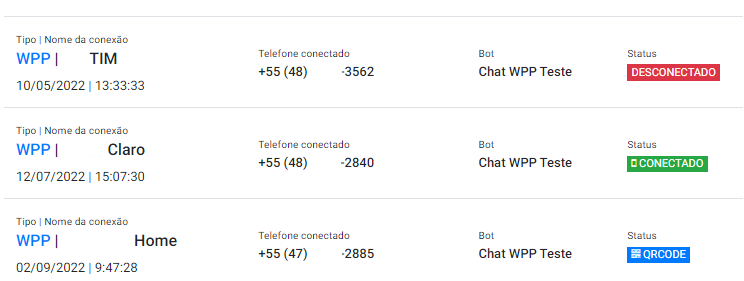 Tipo | Nome da conexão Telefone conectado Bot Status
WPP | TIM +55 (48) -3562 Chat WPP Teste DESCONECTADO
10/05/2022 | 13:33:33
Tipo | Nome da conexão Telefone conectado Bot Status
WPP | Claro +55 (48) -2840 Chat WPP Teste CONECTADO
12/07/2022 | 15:07:30
Tipo | Nome da conexão Telefone conectado Bot Status
WPP | Home +55 (47) -2885 Chat WPP Teste QRCODE
02/09/2022 | 9:47:28